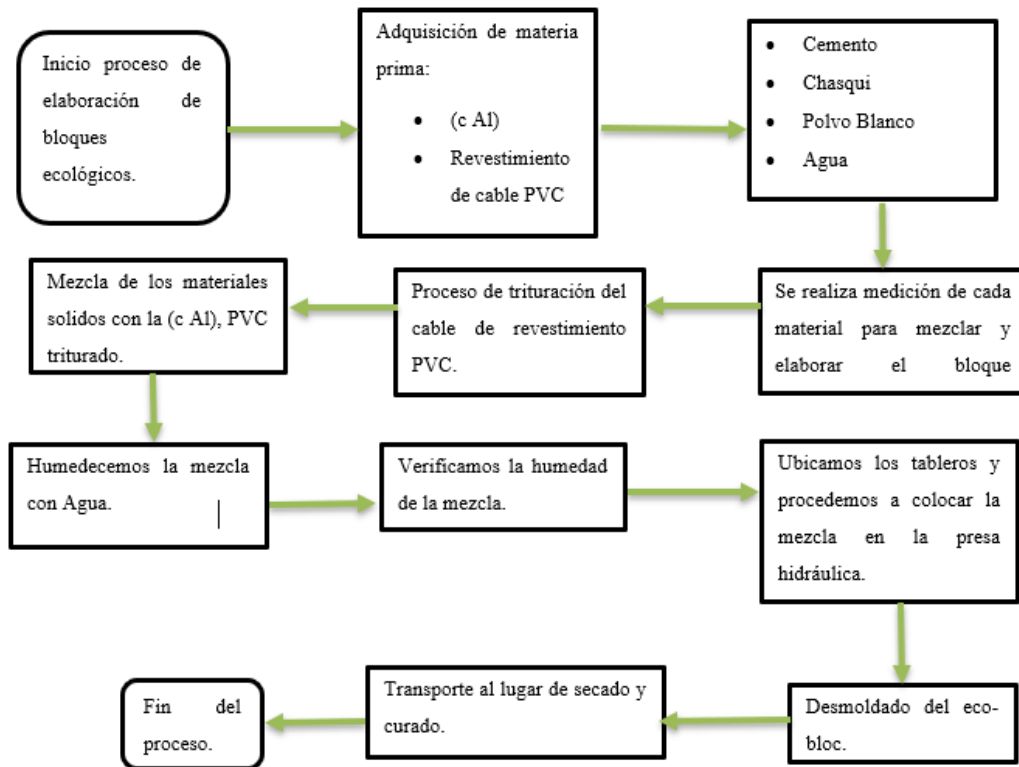 Inicio proceso de
elaboración de
bloques
ecológicos.
Adquisición de materia
prima:
• (c Al)
• Revestimiento
de cable PVC
• Cemento
• Chasqui
• Polvo Blanco
• Agua
Se realiza medición de cada
material para mezclar y
elaborar el bloque
Proceso de trituración del
cable de revestimiento
PVC.
Mezcla de los materiales
solidos con la (c Al), PVC
triturado.
Humedecemos la mezcla
con Agua.
Verificamos la humedad
de la mezcla.
Ubicamos los tableros y
procedemos a colocar la
mezcla en la presa
hidráulica.
Desmoldado del eco-
bloc.
Transporte al lugar de secado y
curado.
Fin del
proceso.